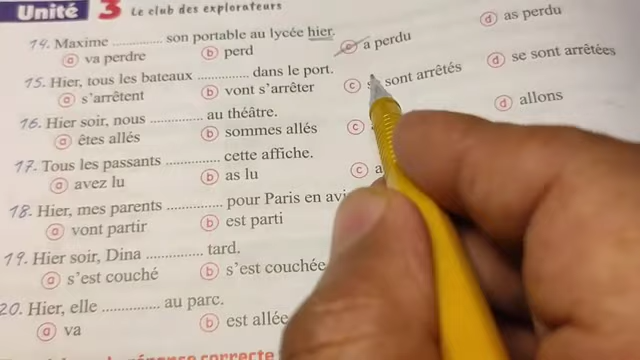 Unité 3 Le club des explorateurs
14. Maxime .............. son portable au lycée hier.
a va perdre b perd c a perdu d as perdu
15. Hier, tous les bateaux .............. dans le port.
a s'arrêtent b vont s'arrêter c sont arrêtés d se sont arrêtées
16. Hier soir, nous .............. au théâtre.
a êtes allés b sommes allés c d allons
17. Tous les passants .............. cette affiche.
a avez lu b as lu c
18. Hier, mes parents .............. pour Paris en
a vont partir b est parti
19. Hier soir, Dina .............. tard.
a s'est couché b s'est couchée
20. Hier, elle .............. au parc.
a va b est allée
correcte